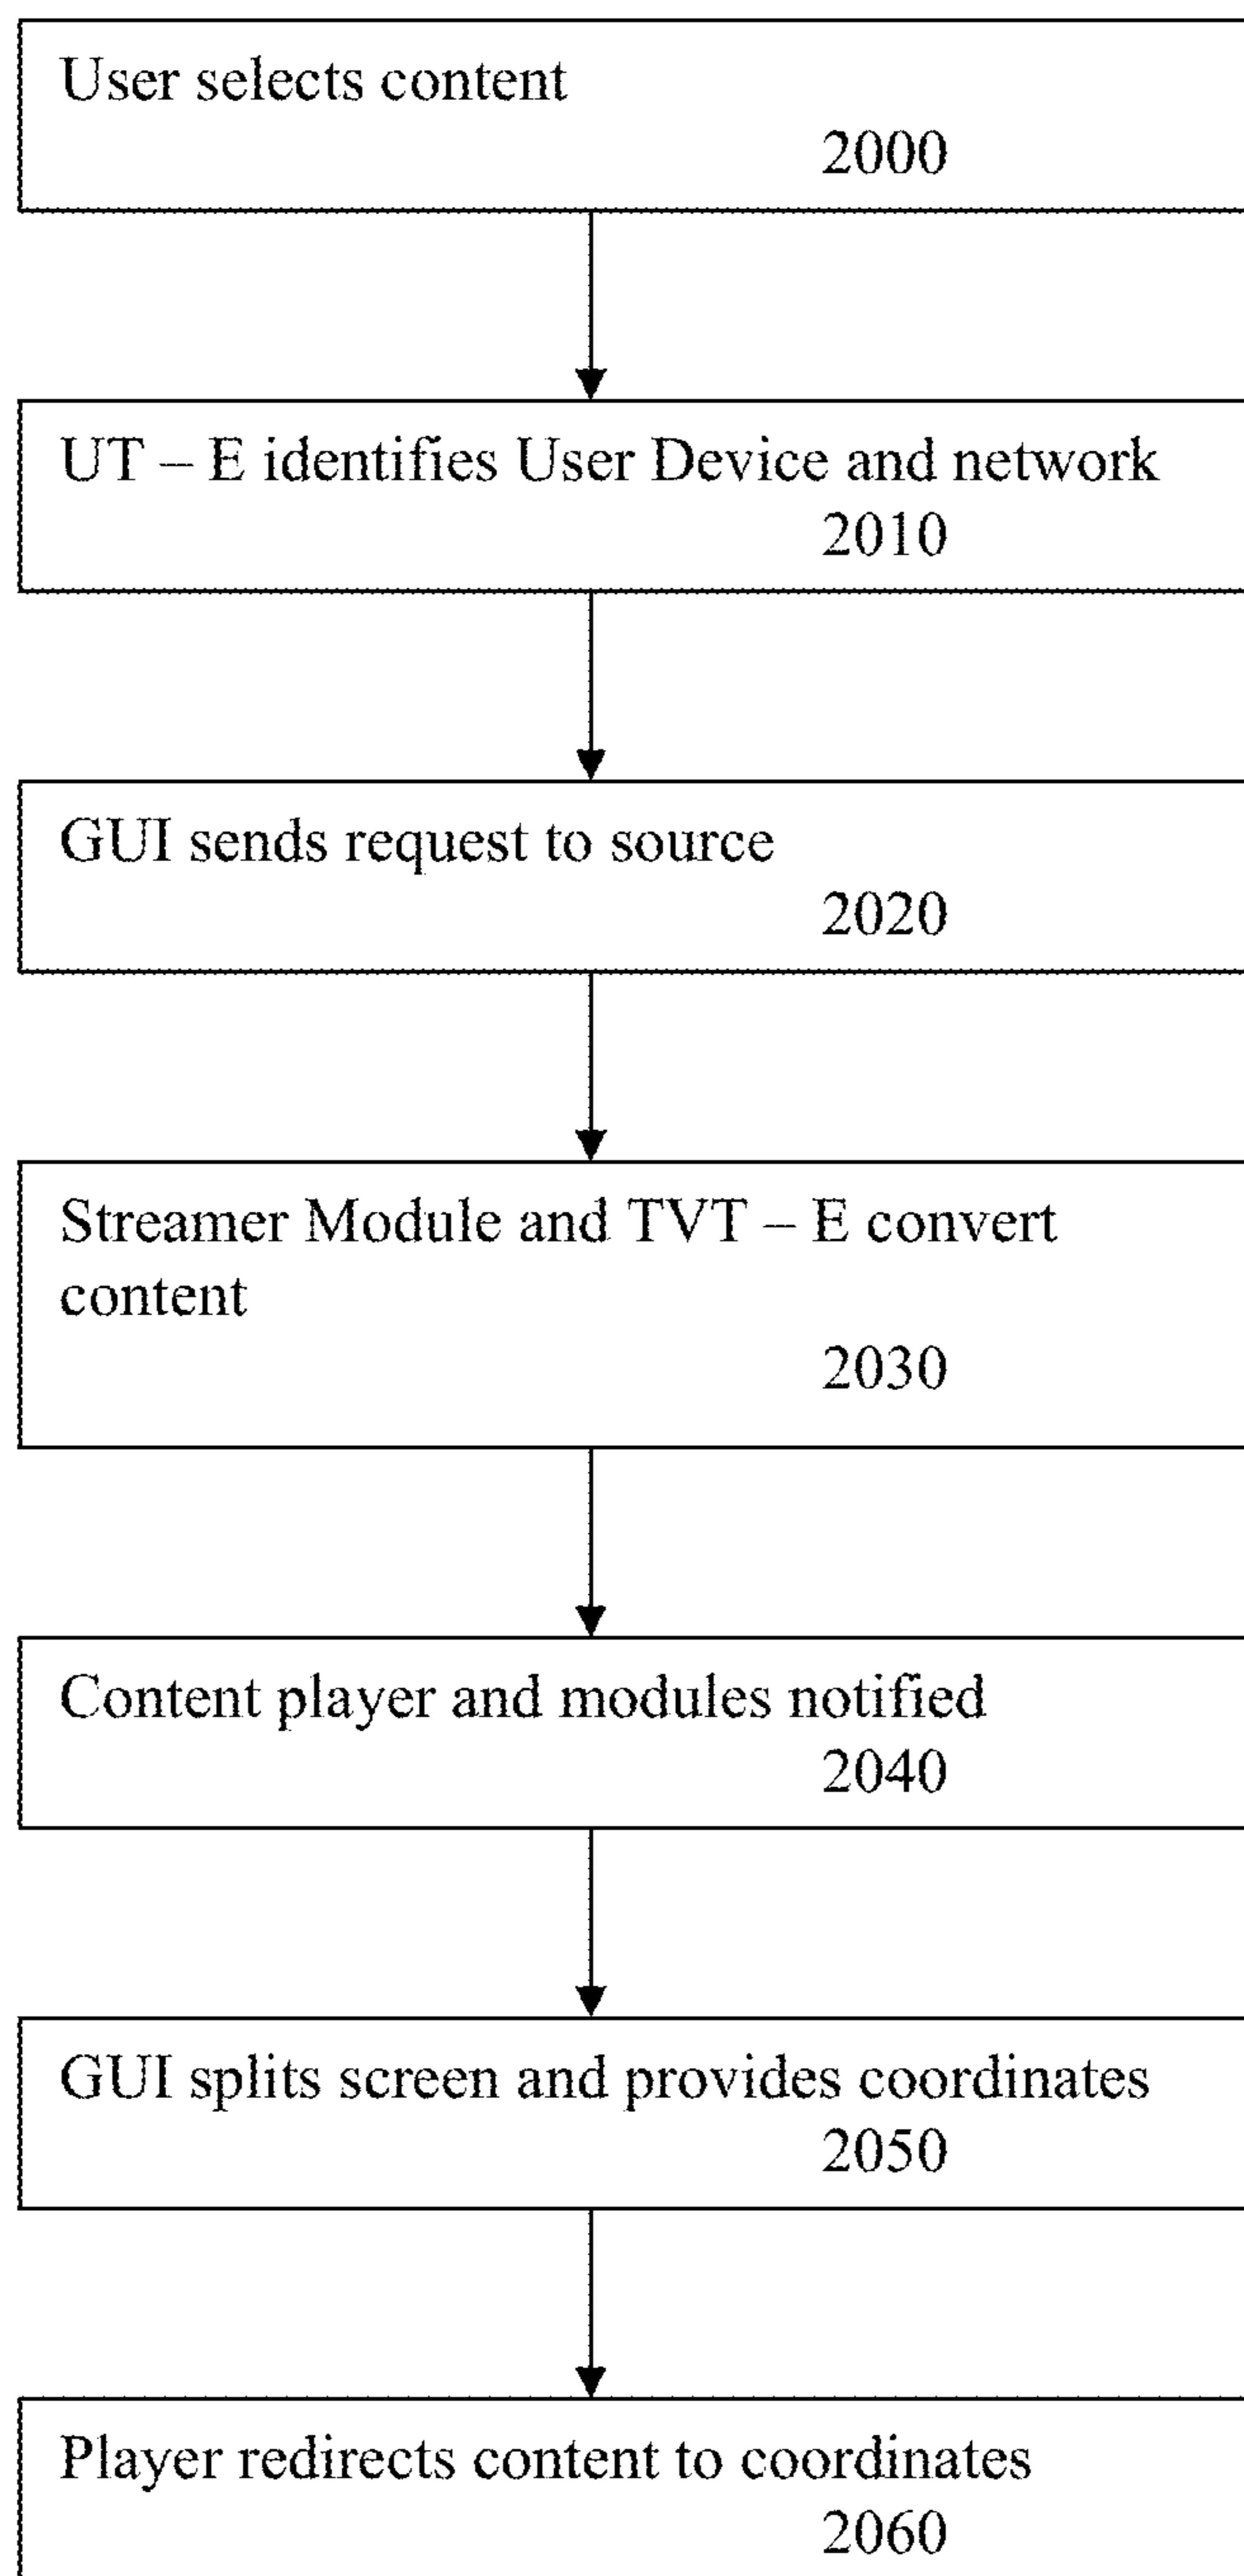 User selects content
2000
UT – E identifies User Device and network
2010
GUI sends request to source
2020
Streamer Module and TVT – E convert
content
2030
Content player and modules notified
2040
GUI splits screen and provides coordinates
2050
Player redirects content to coordinates
2060